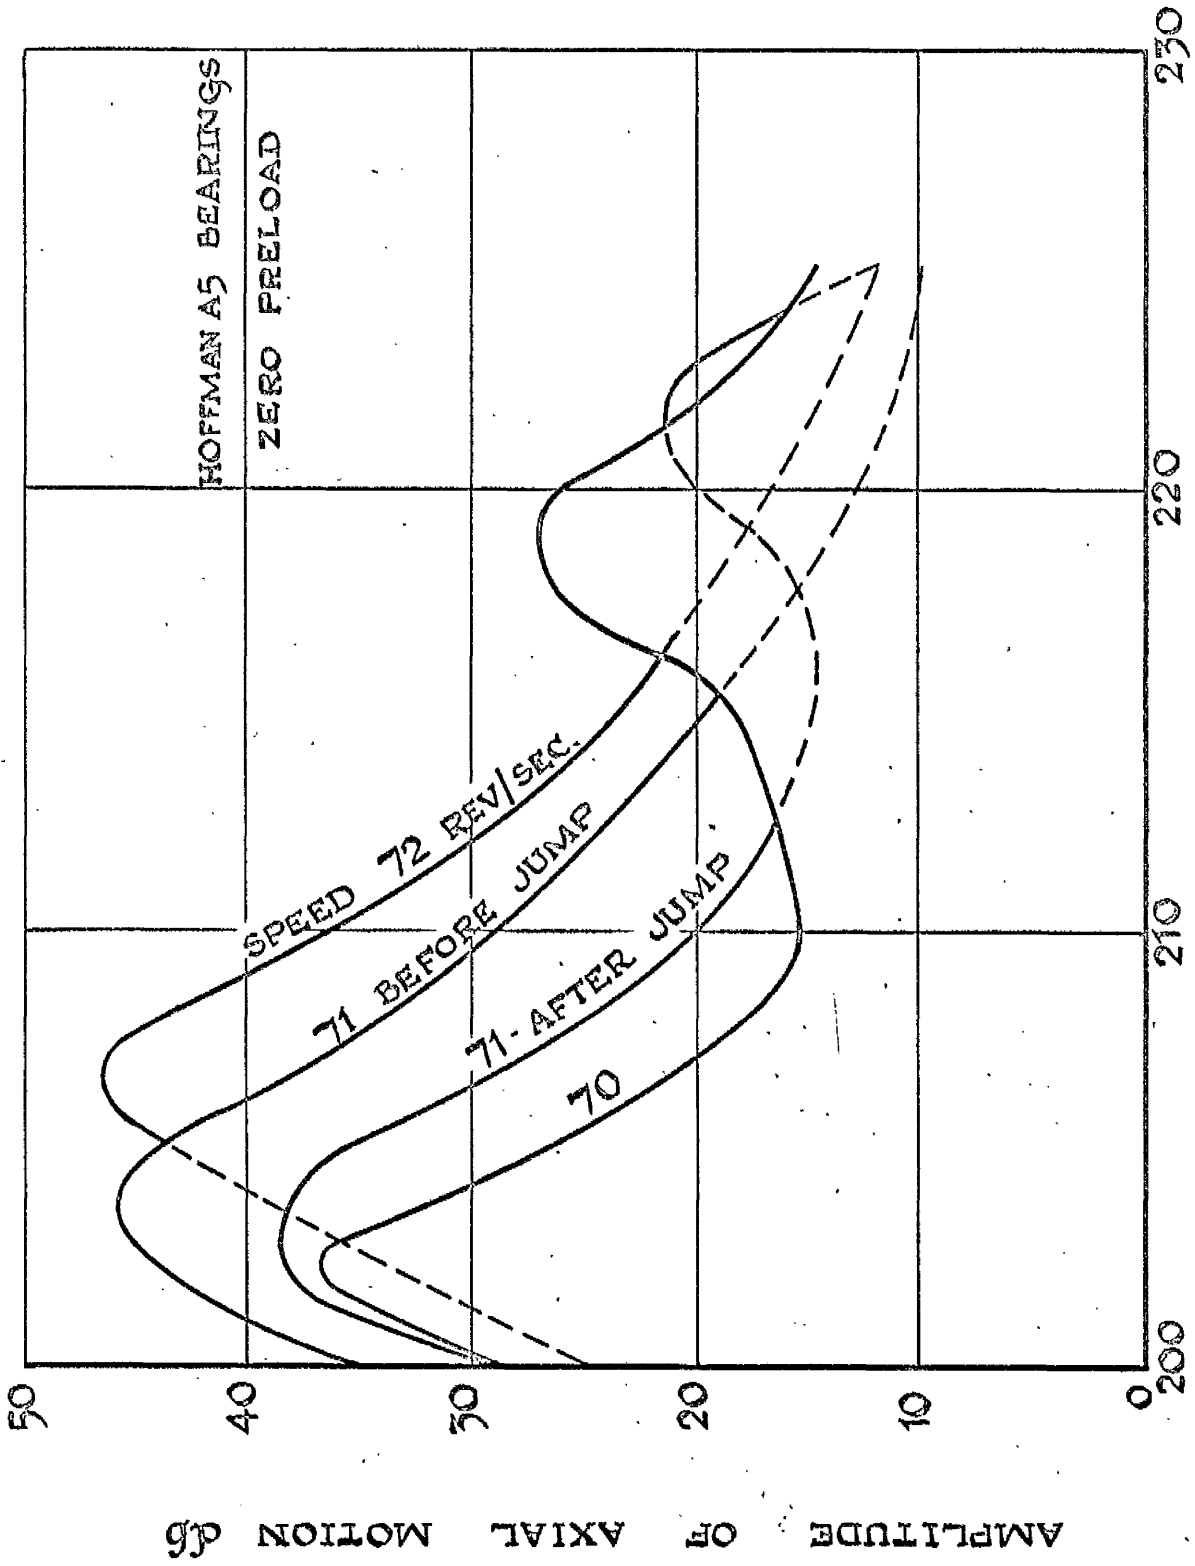 HOFFMAN A5 BEARINGS
ZERO PRELOAD
SPEED 72 REV/SEC.
71 BEFORE JUMP
71- AFTER JUMP
70
50
40
30
20
10
0
200
210
220
230
AMPLITUDE OF AXIAL MOTION db